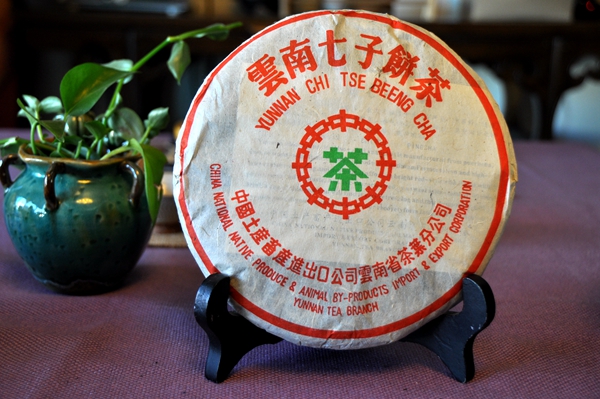 雲南七子餅茶
YUNNAN CHI TSE BEENG CHA
茶
中國土產畜產進出口公司雲南省茶葉分公司
CHINA NATIONAL NATIVE PRODUCE & ANIMAL BY-PRODUCTS IMPORT & EXPORT CORPORATION
YUNNAN TEA BRANCH